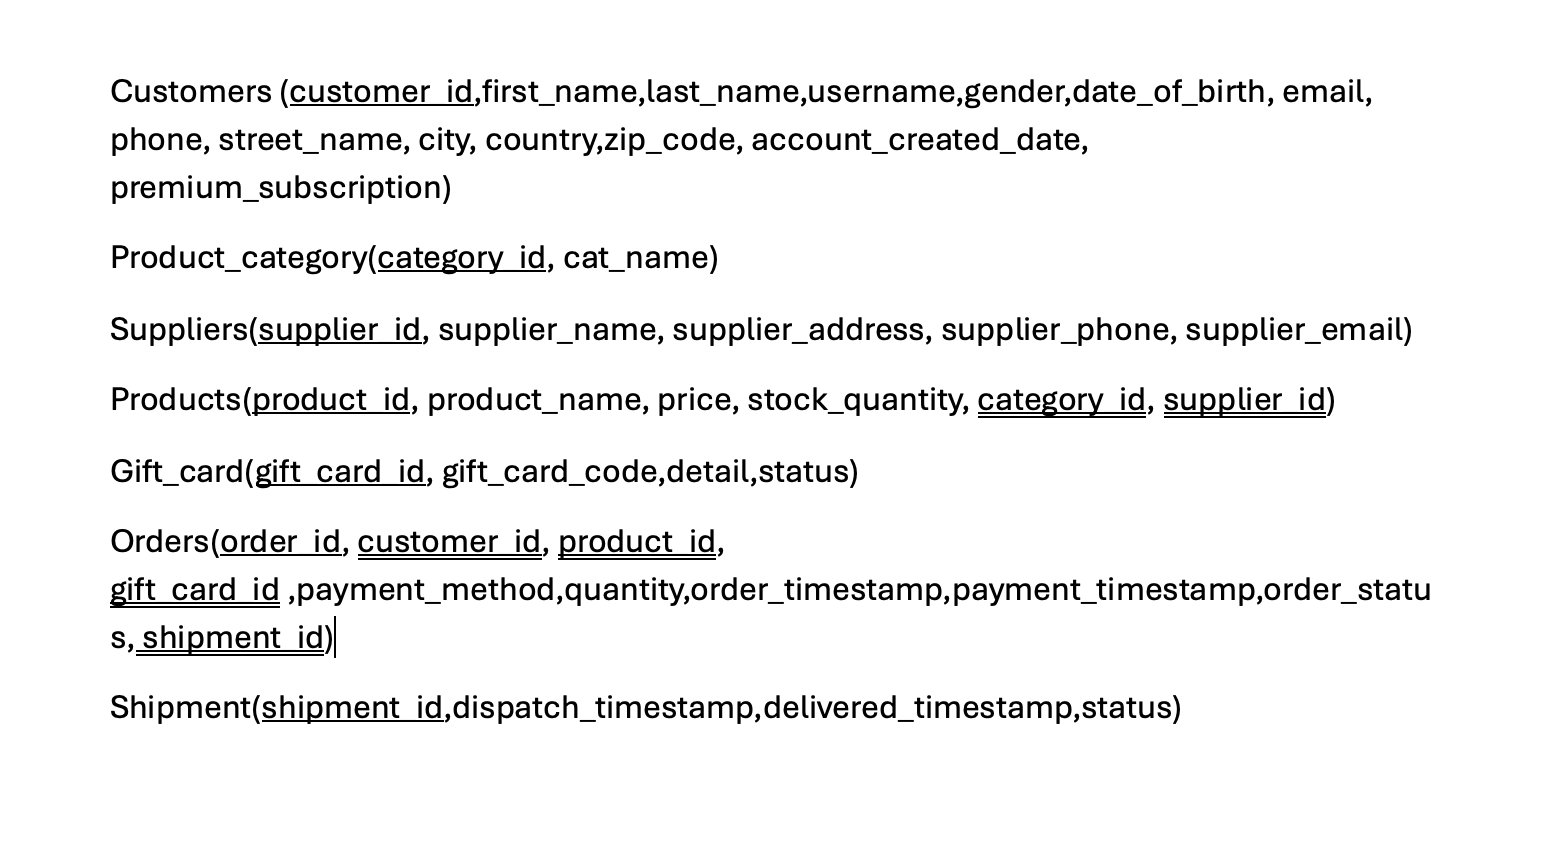 Customers (customer_id,first_name,last_name,username,gender,date_of_birth, email,
phone, street_name, city, country,zip_code, account_created_date,
premium_subscription)
Product_category(category_id, cat_name)
Suppliers(supplier_id, supplier_name, supplier_address, supplier_phone, supplier_email)
Products(product_id, product_name, price, stock_quantity, category_id, supplier_id)
Gift_card(gift_card_id, gift_card_code,detail,status)
Orders(order_id, customer_id, product_id,
gift_card_id ,payment_method,quantity,order_timestamp,payment_timestamp,order_statu
s, shipment_id)
Shipment(shipment_id,dispatch_timestamp,delivered_timestamp,status)